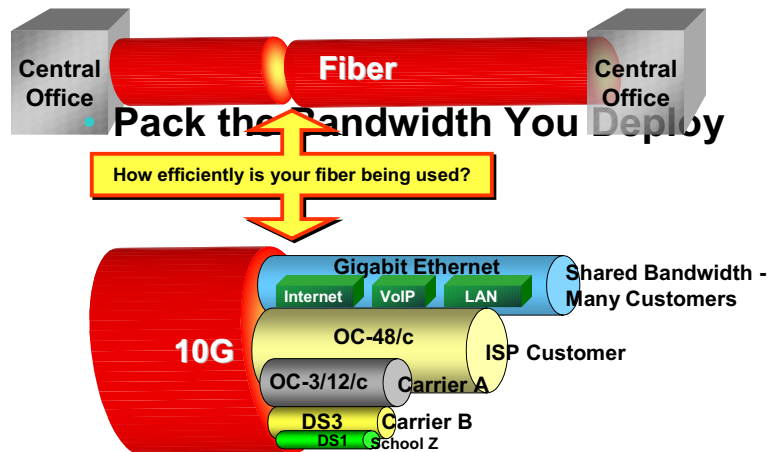 Central
Office
Fiber
Central
Office
• Pack the Bandwidth You Deploy
How efficiently is your fiber being used?
Gigabit Ethernet
Internet
VoIP
LAN
Shared Bandwidth -
Many Customers
10G
OC-48/c
ISP Customer
OC-3/12/c
Carrier A
DS3
Carrier B
DS1
School Z